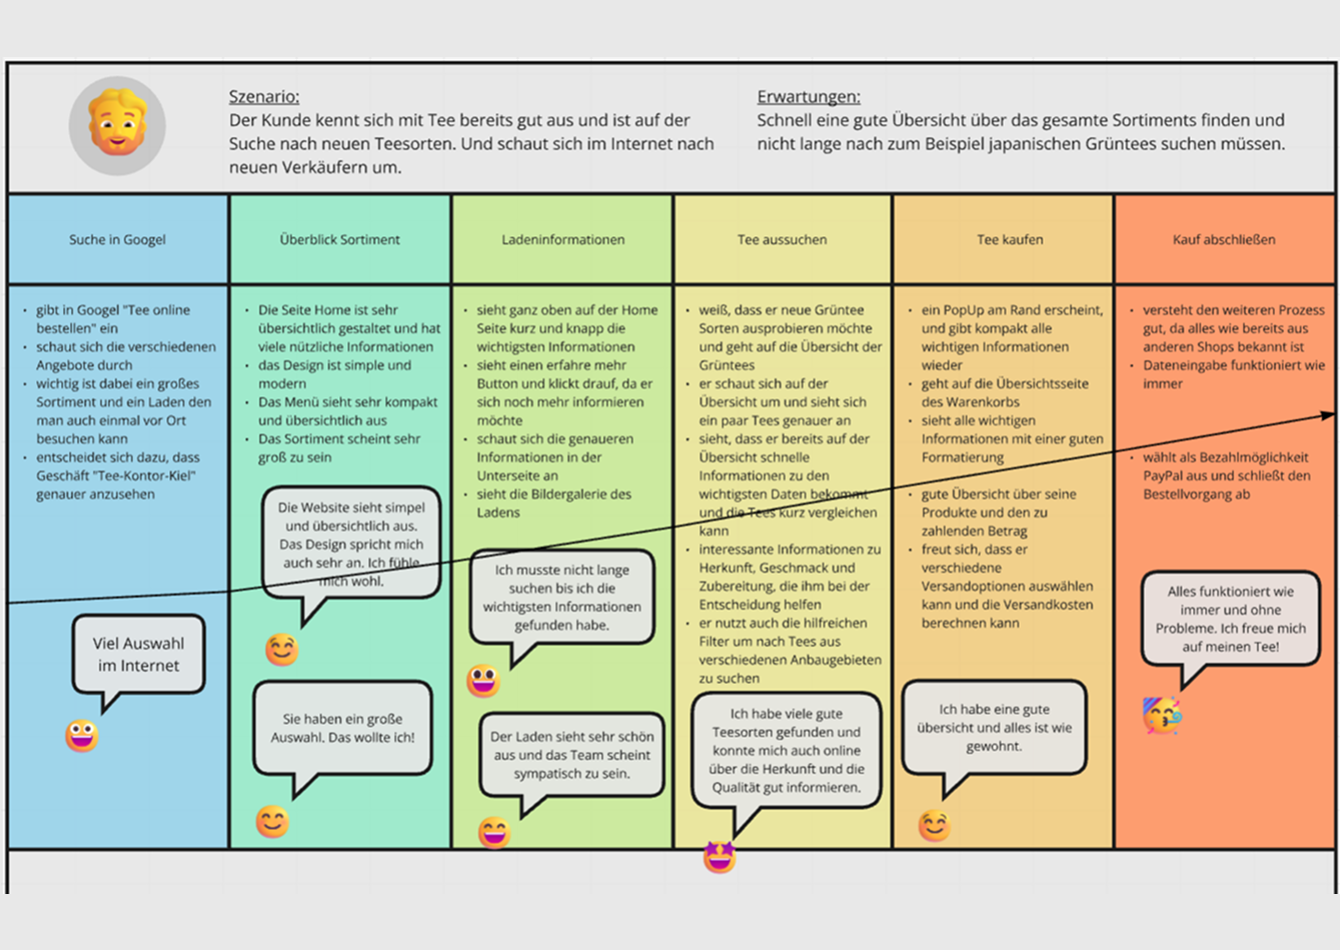 Szenario:
Der Kunde kennt sich mit Tee bereits gut aus und ist auf der
Suche nach neuen Teesorten. Und schaut sich im Internet nach
neuen Verkäufern um.
Erwartungen:
Schnell eine gute Übersicht über das gesamte Sortiments finden und
nicht lange nach zum Beispiel japanischen Grüntees suchen müssen.
Suche in Googel
Überblick Sortiment
Ladeninformationen
Tee aussuchen
Tee kaufen
Kauf abschließen
• gibt in Googel "Tee online
bestellen" ein
• schaut sich die verschiedenen
Angebote durch
• wichtig ist dabei ein großes
Sortiment und ein Laden den
man auch einmal vor Ort
besuchen kann
• entscheidet sich dazu, dass
Geschäft "Tee-Kontor-Kiel"
genauer anzusehen
Viel Auswahl
im Internet
• Die Seite Home ist sehr
übersichtlich gestaltet und hat
viele nützliche Informationen
• das Design ist simple und
modern
• Das Menü sieht sehr kompakt
und übersichtlich aus
• Das Sortiment scheint sehr
groß zu sein
Die Website sieht simpel
und übersichtlich aus.
Das Design spricht mich
auch sehr an. Ich fühle
mich wohl.
Sie haben ein große
Auswahl. Das wollte ich!
• sieht ganz oben auf der Home
Seite kurz und knapp die
wichtigsten Informationen
• sieht einen erfahre mehr
Button und klickt drauf, da er
sich noch mehr informieren
möchte
• schaut sich die genaueren
Informationen in der
Unterseite an
• sieht die Bildergalerie des
Ladens
Ich musste nicht lange
suchen bis ich die
wichtigsten Informationen
gefunden habe.
Der Laden sieht sehr schön
aus und das Team scheint
sympatisch zu sein.
• weiß, dass er neue Grüntee
Sorten ausprobieren möchte
und geht auf die Übersicht der
Grüntees
• er schaut sich auf der
Übersicht um und sieht sich
ein paar Tees genauer an
• sieht, dass er bereits auf der
Übersicht schnelle
Informationen zu den
wichtigsten Daten bekommt
und die Tees kurz vergleichen
kann
• interessante Informationen zu
Herkunft, Geschmack und
Zubereitung, die ihm bei der
Entscheidung helfen
• er nutzt auch die hilfreichen
Filter um nach Tees aus
verschiedenen Anbaugebieten
zu suchen
Ich habe viele gute
Teesorten gefunden und
konnte mich auch online
über die Herkunft und die
Qualität gut informieren.
• ein PopUp am Rand erscheint,
und gibt kompakt alle
wichtigen Informationen
wieder
• geht auf die Übersichtsseite
des Warenkorbs
• sieht alle wichtigen
Informationen mit einer guten
Formatierung
• gute Übersicht über seine
Produkte und den zu
zahlenden Betrag
• freut sich, dass er
verschiedene
Versandoptionen auswählen
kann und die Versandkosten
berechnen kann
Ich habe eine gute
übersicht und alles ist wie
gewohnt.
• versteht den weiteren Prozess
gut, da alles wie bereits aus
anderen Shops bekannt ist
• Dateneingabe funktioniert wie
immer
• wählt als Bezahlmöglichkeit
PayPal aus und schließt den
Bestellvorgang ab
Alles funktioniert wie
immer und ohne
Probleme. Ich freue mich
auf meinen Tee!